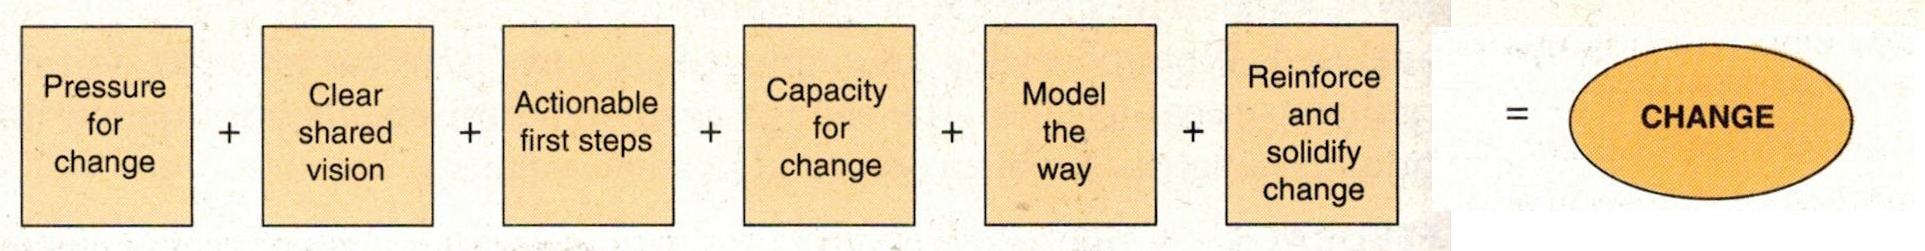 Pressure
for
change
+
Clear
shared
vision
+
Actionable
first steps
+
Capacity
for
change
+
Model
the
way
+
Reinforce
and
solidify
change
=
CHANGE